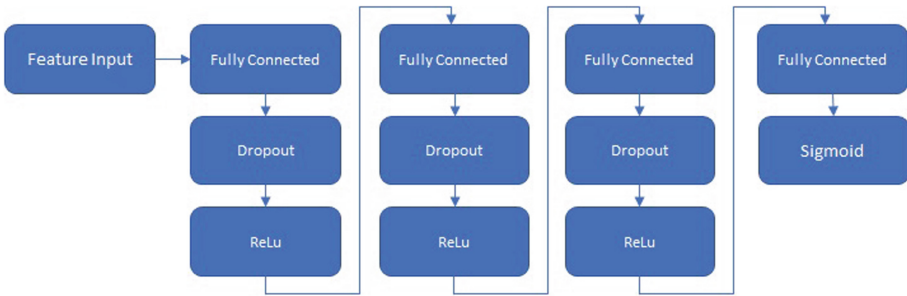 Feature Input
Fully Connected
Dropout
ReLu
Fully Connected
Dropout
ReLu
Fully Connected
Dropout
ReLu
Fully Connected
Sigmoid